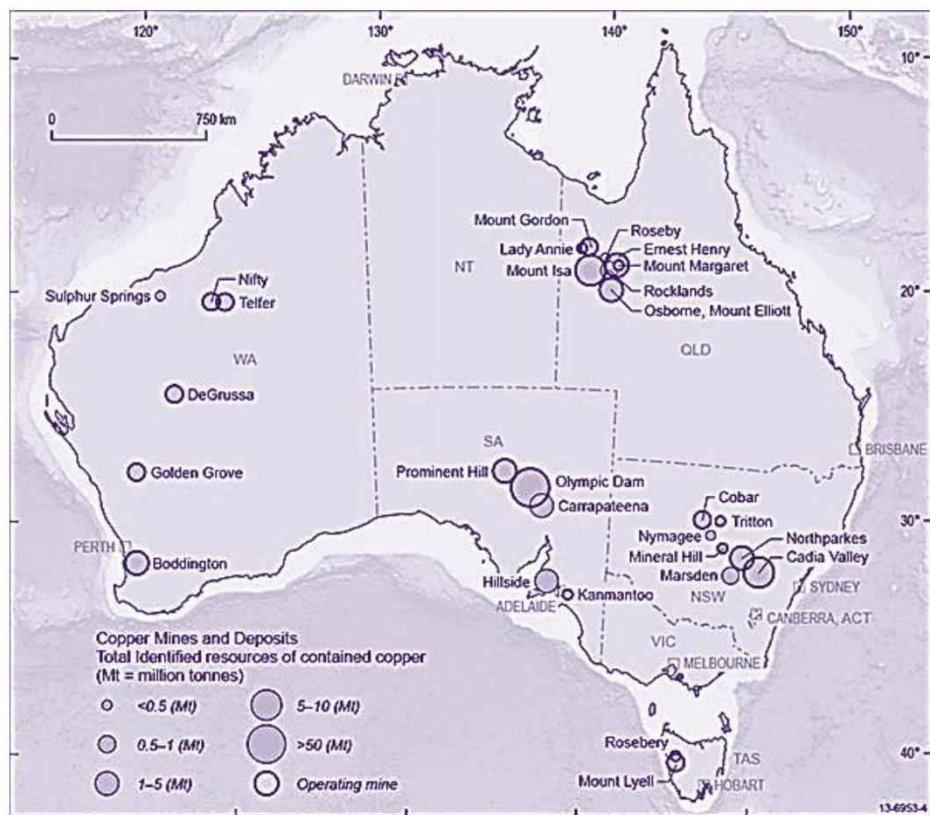 120°
130°
140°
150°
10°
10°
DARWIN
0
750 km
Mount Gordon
Roseby
Lady Annie
Ernest Henry
NT
Mount Isa
Mount Margaret
Nifty
Sulphur Springs
Telfer
20°
Rocklands
20°
Osborne, Mount Elliott
WA
QLD
DeGrussa
SA
BRISBANE
Golden Grove
Prominent Hill
Olympic Dam
Cobar
Carrapateena
30°
Tritton
30°
Nymagee
Northparkes
PERTH
Mineral Hill
Cadia Valley
Boddington
Hillside
Marsden
SYDNEY
Kanmantoo
NSW
ADELAIDE
CANBERRA, ACT
Copper Mines and Deposits
VIC
Total Identified resources of contained copper
MELBOURNE
(Mt = million tonnes)
<0.5 (Mt)
5–10 (Mt)
0.5–1 (Mt)
>50 (Mt)
Rosebery
TAS
40°
40°
1–5 (Mt)
Operating mine
Mount Lyell
HOBART
13-6953-4